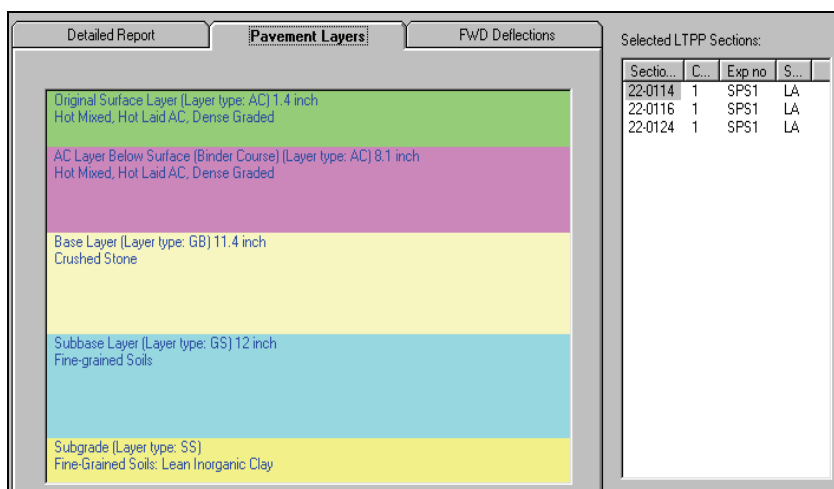 Detailed Report
Pavement Layers
FWD Deflections
Original Surface Layer (Layer type: AC) 1.4 inch
Hot Mixed, Hot Laid AC, Dense Graded
AC Layer Below Surface (Binder Course) (Layer type: AC) 8.1 inch
Hot Mixed, Hot Laid AC, Dense Graded
Base Layer (Layer type: GB) 11.4 inch
Crushed Stone
Subbase Layer (Layer type: GS) 12 inch
Fine-grained Soils
Subgrade (Layer type: SS)
Fine-Grained Soils: Lean Inorganic Clay
Selected LTPP Sections:
Sectio... C... Exp no S...
22-0114 1 SPS1 LA
22-0116 1 SPS1 LA
22-0124 1 SPS1 LA